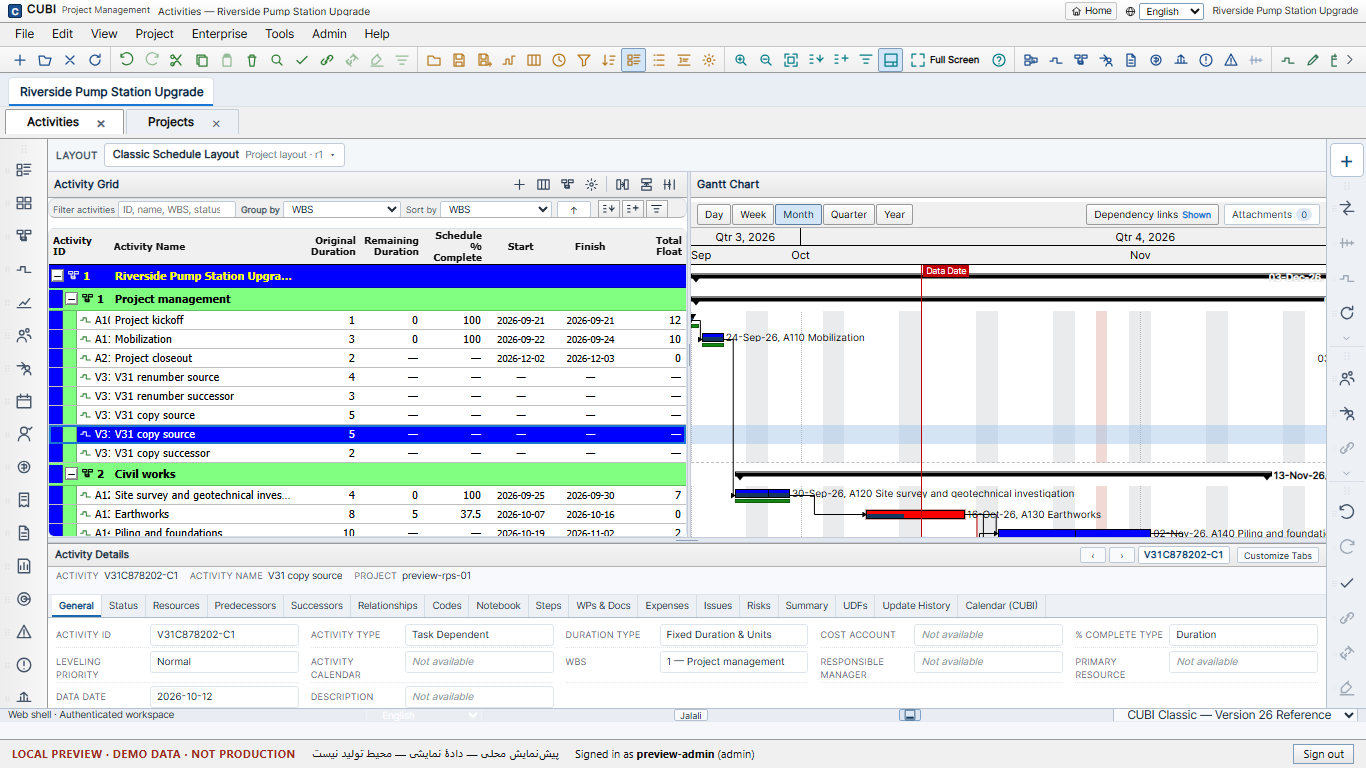 CUBI Project Management Activities — Riverside Pump Station Upgrade Home English Riverside Pump Station Upgrade
File Edit View Project Enterprise Tools Admin Help
Full Screen
Riverside Pump Station Upgrade
Activities Projects
LAYOUT Classic Schedule Layout Project layout · r1
Activity Grid Gantt Chart
Filter activities ID, name, WBS, status Group by WBS Sort by WBS
Day Week Month Quarter Year Dependency links Shown Attachments 0
Activity ID Activity Name Original Duration Remaining Duration Schedule % Complete Start Finish Total Float
Qtr 3, 2026 Qtr 4, 2026
Sep Oct Nov
1 Riverside Pump Station Upgra... Data Date 03-Dec-26
1 Project management
A10 Project kickoff 1 0 100 2026-09-21 2026-09-21 12
A11 Mobilization 3 0 100 2026-09-22 2026-09-24 10 24-Sep-26, A110 Mobilization
A21 Project closeout 2 — — 2026-12-02 2026-12-03 0 03
V31 V31 renumber source 4 — — — — —
V31 V31 renumber successor 3 — — — — —
V31 V31 copy source 5 — — — — —
V31 V31 copy source 5 — — — — —
V31 V31 copy successor 2 — — — — —
2 Civil works 13-Nov-26,
A12 Site survey and geotechnical inves... 4 0 100 2026-09-25 2026-09-30 7 30-Sep-26, A120 Site survey and geotechnical investigation
A13 Earthworks 8 5 37.5 2026-10-07 2026-10-16 0 16-Oct-26, A130 Earthworks
A14 Piling and foundations 10 — — 2026-10-19 2026-11-02 2 02-Nov-26, A140 Piling and foundati
Activity Details V31C878202-C1 Customize Tabs
ACTIVITY V31C878202-C1 ACTIVITY NAME V31 copy source PROJECT preview-rps-01
General Status Resources Predecessors Successors Relationships Codes Notebook Steps WPs & Docs Expenses Issues Risks Summary UDFs Update History Calendar (CUBI)
ACTIVITY ID V31C878202-C1 ACTIVITY TYPE Task Dependent DURATION TYPE Fixed Duration & Units COST ACCOUNT Not available % COMPLETE TYPE Duration
LEVELING PRIORITY Normal ACTIVITY CALENDAR Not available WBS 1 — Project management RESPONSIBLE MANAGER Not available PRIMARY RESOURCE Not available
DATA DATE 2026-10-12 DESCRIPTION Not available
Web shell · Authenticated workspace English Jalali CUBI Classic — Version 26 Reference
LOCAL PREVIEW · DEMO DATA · NOT PRODUCTION پیش‌نمایش محلی — دادهٔ نمایشی — محیط تولید نیست Signed in as preview-admin (admin) Sign out